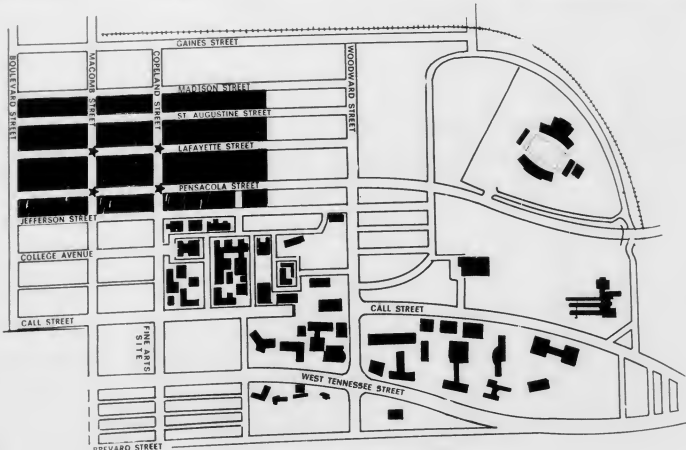 GAINES STREET
BOULEVARD STREET
MACOMB STREET
COPELAND STREET
WOODWARD STREET
MADISON STREET
ST. AUGUSTINE STREET
LAFAYETTE STREET
PENSACOLA STREET
JEFFERSON STREET
COLLEGE AVENUE
CALL STREET
CALL STREET
FINE ARTS
SITE
WEST TENNESSEE STREET
BREVARD STREET